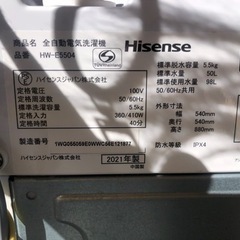 商品名 全自動電気洗濯機
品番 HW-E5504
Hisense
ハイセンスジャパン株式会社
定格電圧 100V
定格周波数 50/60Hz
標準洗濯容量 5.5kg
定格消費電力 360/410W
標準洗濯時間 40分
標準脱水容量 5.5kg
標準水量 50L
標準使用水量 98L
50/60Hz共用
外形寸法
幅 540mm
奥行 540mm
高さ 880mm
防水等級 IPX4
製造番号
2021年製
中国製
ハイセンスジャパン株式会社